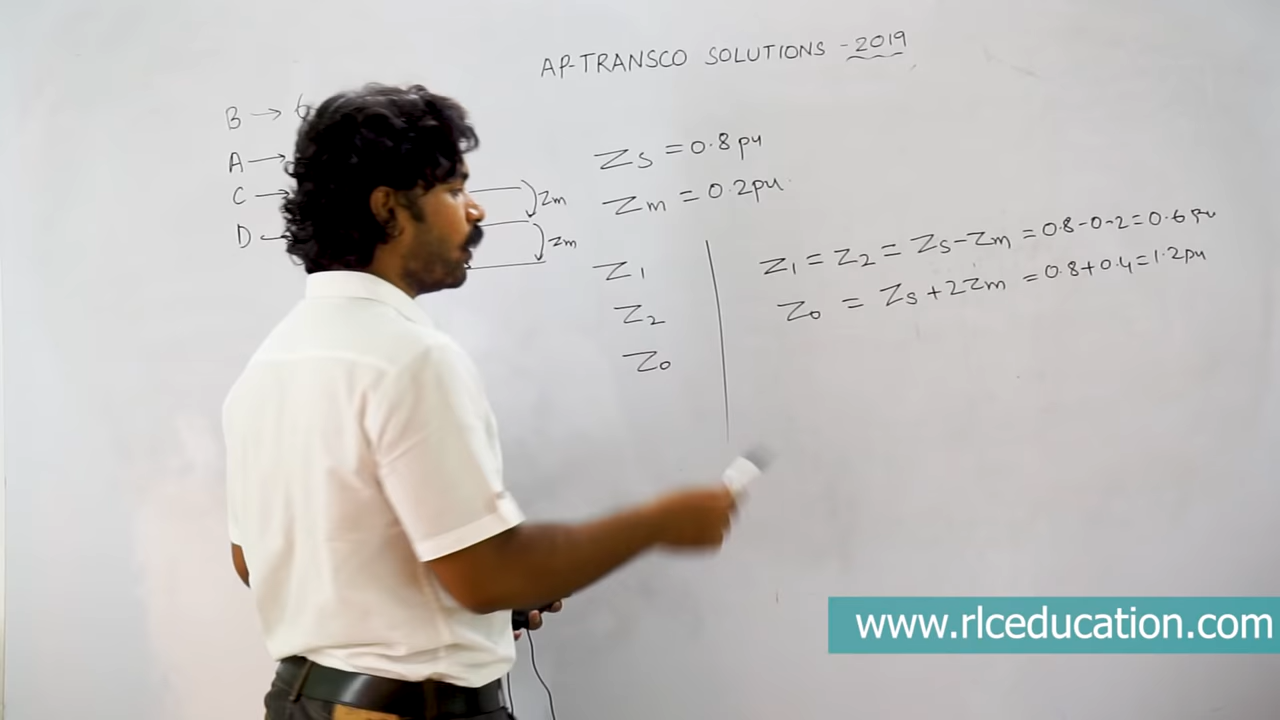 AP-TRANSCO SOLUTIONS - 2019
B → 6
A →
C →
D →
Zm
Zm
Zs = 0.8 pu
Zm = 0.2 pu.
Z1
Z2
Z0
Z1 = Z2 = Zs - Zm = 0.8 - 0.2 = 0.6 pu
Z0 = Zs + 2Zm = 0.8 + 0.4 = 1.2 pu
www.rlceducation.com